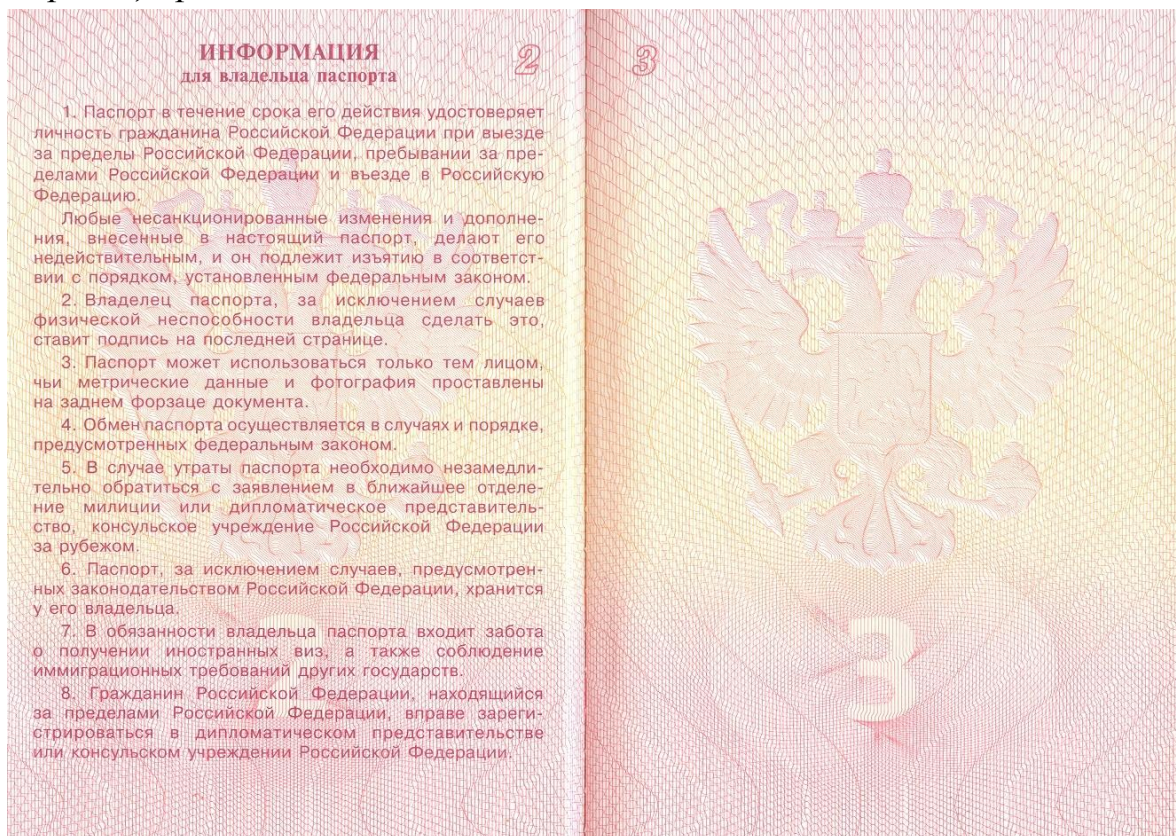 ИНФОРМАЦИЯ
для владельца паспорта
2
1. Паспорт в течение срока его действия удостоверяет
личность гражданина Российской Федерации при выезде
за пределы Российской Федерации, пребывании за пре-
делами Российской Федерации и въезде в Российскую
Федерацию.
Любые несанкционированные изменения и дополне-
ния, внесенные в настоящий паспорт, делают его
недействительным, и он подлежит изъятию в соответст-
вии с порядком, установленным федеральным законом.
2. Владелец паспорта, за исключением случаев
физической неспособности владельца сделать это,
ставит подпись на последней странице.
3. Паспорт может использоваться только тем лицом,
чьи метрические данные и фотография проставлены
на заднем форзаце документа.
4. Обмен паспорта осуществляется в случаях и порядке,
предусмотренных федеральным законом.
5. В случае утраты паспорта необходимо незамедли-
тельно обратиться с заявлением в ближайшее отделе-
ние милиции или дипломатическое представитель-
ство, консульское учреждение Российской Федерации
за рубежом.
6. Паспорт, за исключением случаев, предусмотрен-
ных законодательством Российской Федерации, хранится
у его владельца.
7. В обязанности владельца паспорта входит забота
о получении иностранных виз, а также соблюдение
иммиграционных требований других государств.
8. Гражданин Российской Федерации, находящийся
за пределами Российской Федерации, вправе зареги-
стрироваться в дипломатическом представительстве
или консульском учреждении Российской Федерации.
2
3
3